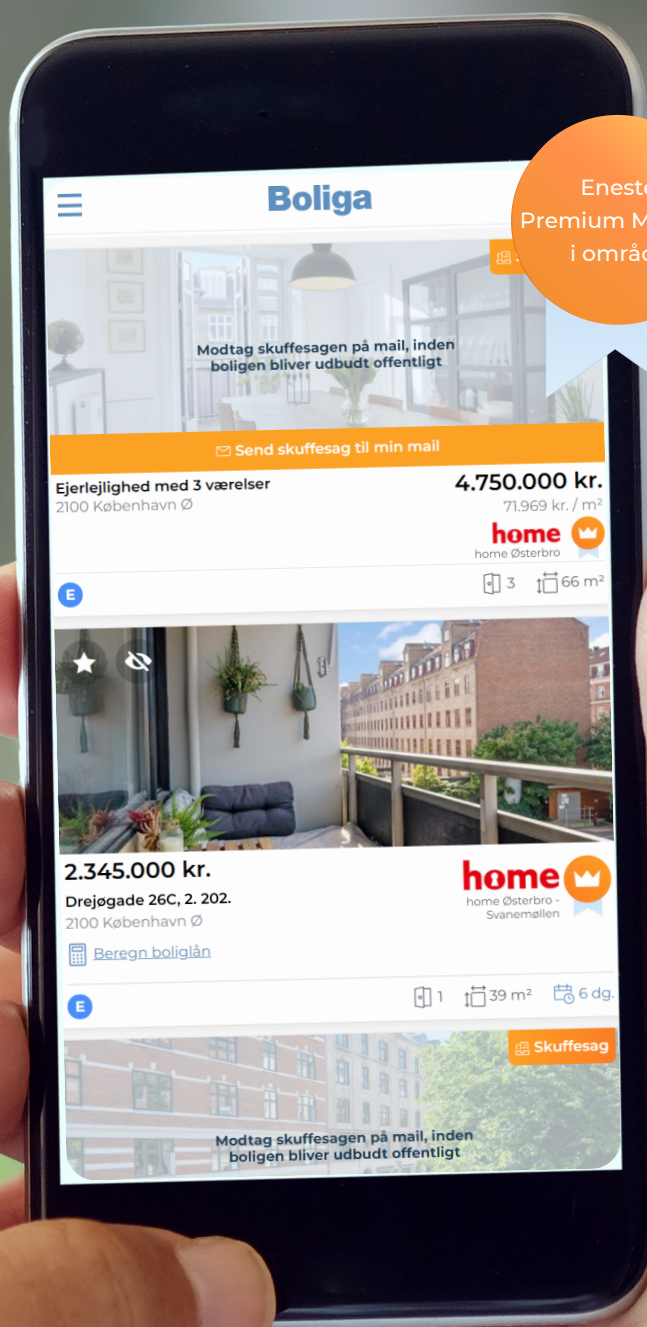 Boliga
Premium
i
Modtag skuffesagen på mail, inden
boligen bliver udbudt offentligt
Send skuffesag til min mail
Ejerlejlighed med 3 værelser
4.750.000 kr.
2100 København Ø
71.969 kr. / m²
home
home Østerbro
E
3
66 m²
2.345.000 kr.
home
Drejøgade 26C, 2. 202.
home Østerbro -
Svanemøllen
2100 København Ø
Beregn boliglån
E
1
39 m²
6 dg.
Skuffesag
Modtag skuffesagen på mail, inden
boligen bliver udbudt offentligt